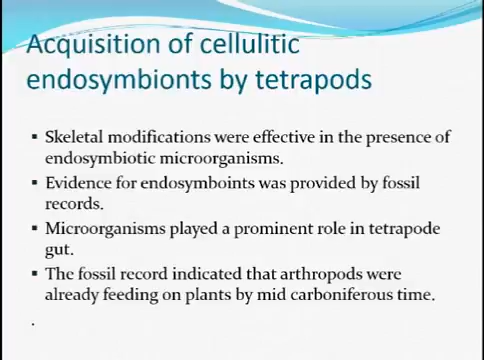 Acquisition of cellulitic
endosymbionts by tetrapods
▪ Skeletal modifications were effective in the presence of
endosymbiotic microorganisms.
▪ Evidence for endosymboints was provided by fossil
records.
▪ Microorganisms played a prominent role in tetrapode
gut.
▪ The fossil record indicated that arthropods were
already feeding on plants by mid carboniferous time.
.